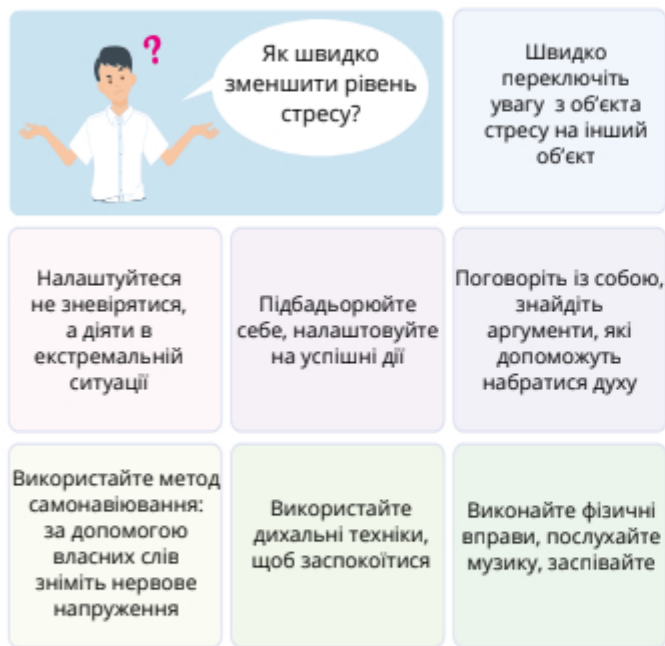 ?
Як швидко
зменшити рівень
стресу?
Швидко
переключіть
увагу з об’єкта
стресу на інший
об’єкт
Налаштуйтеся
не зневірятися,
а діяти в
екстремальній
ситуації
Підбадьорюйте
себе, налаштовуйте
на успішні дії
Поговоріть із собою,
знайдіть
аргументи, які
допоможуть
набратися духу
Використайте метод
самонавіювання:
за допомогою
власних слів
зніміть нервове
напруження
Використайте
дихальні техніки,
щоб заспокоїтися
Виконайте фізичні
вправи, послухайте
музику, заспівайте